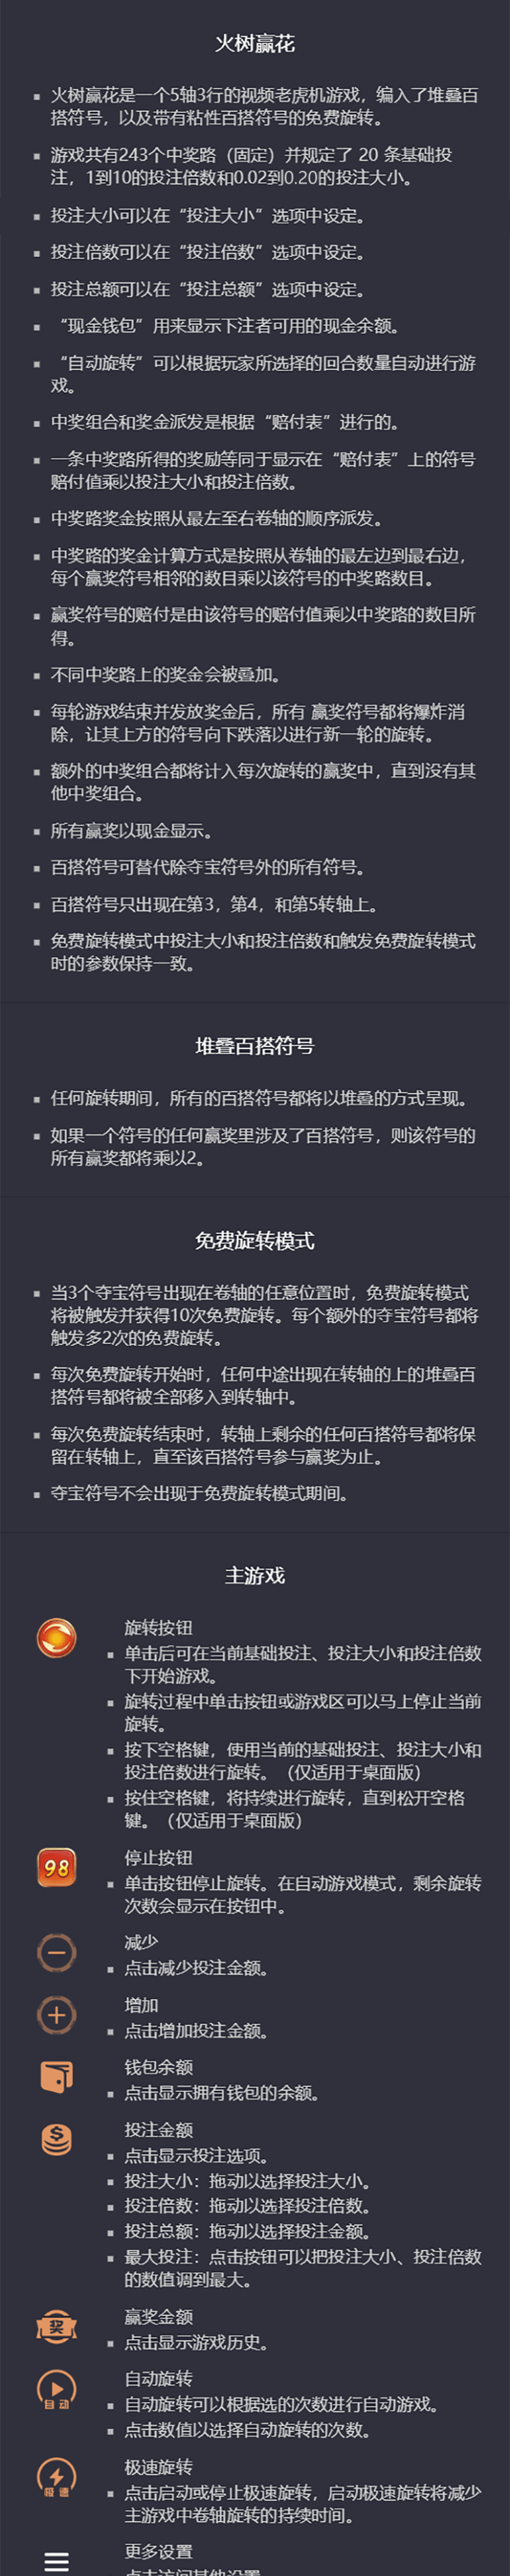 火树赢花
火树赢花是一个5轴3行的视频老虎机游戏，编入了堆叠百
搭符号，以及带有粘性百搭符号的免费旋转。
游戏共有243个中奖路（固定）并规定了 20 条基础投
注，1到10的投注倍数和0.02到0.20的投注大小。
投注大小可以在“投注大小”选项中设定。
投注倍数可以在“投注倍数”选项中设定。
投注总额可以在“投注总额”选项中设定。
“现金钱包”用来显示下注者可用的现金余额。
“自动旋转”可以根据玩家所选择的回合数量自动进行游
戏。
中奖组合和奖金派发是根据“赔付表”进行的。
一条中奖路所得的奖励等同于显示在“赔付表”上的符号
赔付值乘以投注大小和投注倍数。
中奖路奖金按照从最左至右卷轴的顺序派发。
中奖路的奖金计算方式是按照从卷轴的最左边到最右边，
每个赢奖符号相邻的数目乘以该符号的中奖路数目。
赢奖符号的赔付是由该符号的赔付值乘以中奖路的数目所
得。
不同中奖路上的奖金会被叠加。
每轮游戏结束并发放奖金后，所有 赢奖符号都将爆炸消
除，让其上方的符号向下跌落以进行新一轮的旋转。
额外的中奖组合都将计入每次旋转的赢奖中，直到没有其
他中奖组合。
所有赢奖以现金显示。
百搭符号可替代除夺宝符号外的所有符号。
百搭符号只出现在第3，第4，和第5转轴上。
免费旋转模式中投注大小和投注倍数和触发免费旋转模式
时的参数保持一致。
堆叠百搭符号
任何旋转期间，所有的百搭符号都将以堆叠的方式呈现。
如果一个符号的任何赢奖里涉及了百搭符号，则该符号的
所有赢奖都将乘以2。
免费旋转模式
当3个夺宝符号出现在卷轴的任意位置时，免费旋转模式
将被触发并获得10次免费旋转。每个额外的夺宝符号都将
触发多2次的免费旋转。
每次免费旋转开始时，任何中途出现在转轴的上的堆叠百
搭符号都将被全部移入到转轴中。
每次免费旋转结束时，转轴上剩余的任何百搭符号都将保
留在转轴上，直至该百搭符号参与赢奖为止。
夺宝符号不会出现于免费旋转模式期间。
主游戏
旋转按钮
单击后可在当前基础投注、投注大小和投注倍数
下开始游戏。
旋转过程中单击按钮或游戏区可以马上停止当前
旋转。
按下空格键，使用当前的基础投注、投注大小和
投注倍数进行旋转。（仅适用于桌面版）
按住空格键，将持续进行旋转，直到松开空格
键。（仅适用于桌面版）
98
停止按钮
单击按钮停止旋转。在自动游戏模式，剩余旋转
次数会显示在按钮中。
减少
点击减少投注金额。
增加
点击增加投注金额。
钱包余额
点击显示拥有钱包的余额。
投注金额
点击显示投注选项。
投注大小：拖动以选择投注大小。
投注倍数：拖动以选择投注倍数。
投注总额：拖动以选择投注金额。
最大投注：点击按钮可以把投注大小、投注倍数
的数值调到最大。
奖
赢奖金额
点击显示游戏历史。
自动
自动旋转
自动旋转可以根据选的次数进行自动游戏。
点击数值以选择自动旋转的次数。
极速
极速旋转
点击启动或停止极速旋转，启动极速旋转将减少
主游戏中卷轴旋转的持续时间。
更多设置